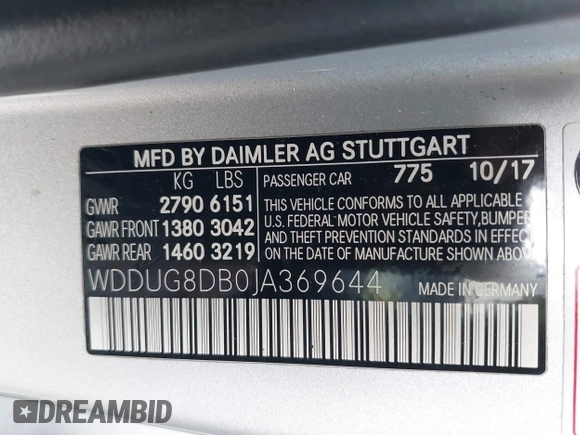 MFD BY DAIMLER AG STUTTGART
KG LBS PASSENGER CAR 775 10/17
GVWR 2790 6151 THIS VEHICLE CONFORMS TO ALL APPLICABLE
GAWR FRONT 1380 3042 U.S. FEDERAL MOTOR VEHICLE SAFETY, BUMPER
GAWR REAR 1460 3219 AND THEFT PREVENTION STANDARDS IN EFFECT
ON THE DATE OF MANUFACTURE SHOWN ABOVE.
WDDUG8DB0JA369644 MADE IN GERMANY
DREAMBID